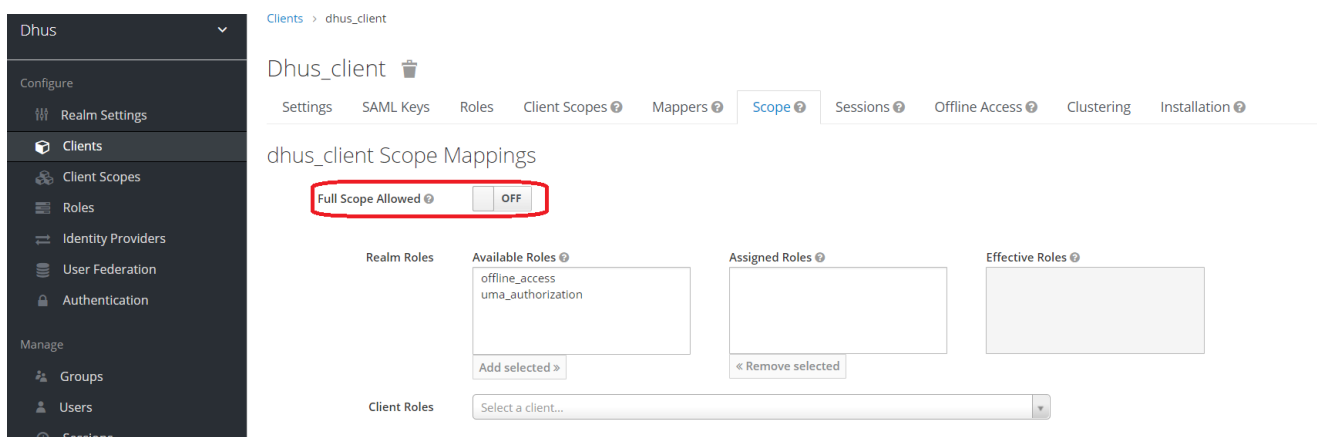 Dhus
Configure
Realm Settings
Clients
Client Scopes
Roles
Identity Providers
User Federation
Authentication
Manage
Groups
Users
Sessions
Clients > dhus_client
Dhus_client
Settings SAML Keys Roles Client Scopes Mappers Scope Sessions Offline Access Clustering Installation
dhus_client Scope Mappings
Full Scope Allowed OFF
Realm Roles Available Roles Assigned Roles Effective Roles
offline_access
uma_authorization
Add selected » « Remove selected
Client Roles Select a client...